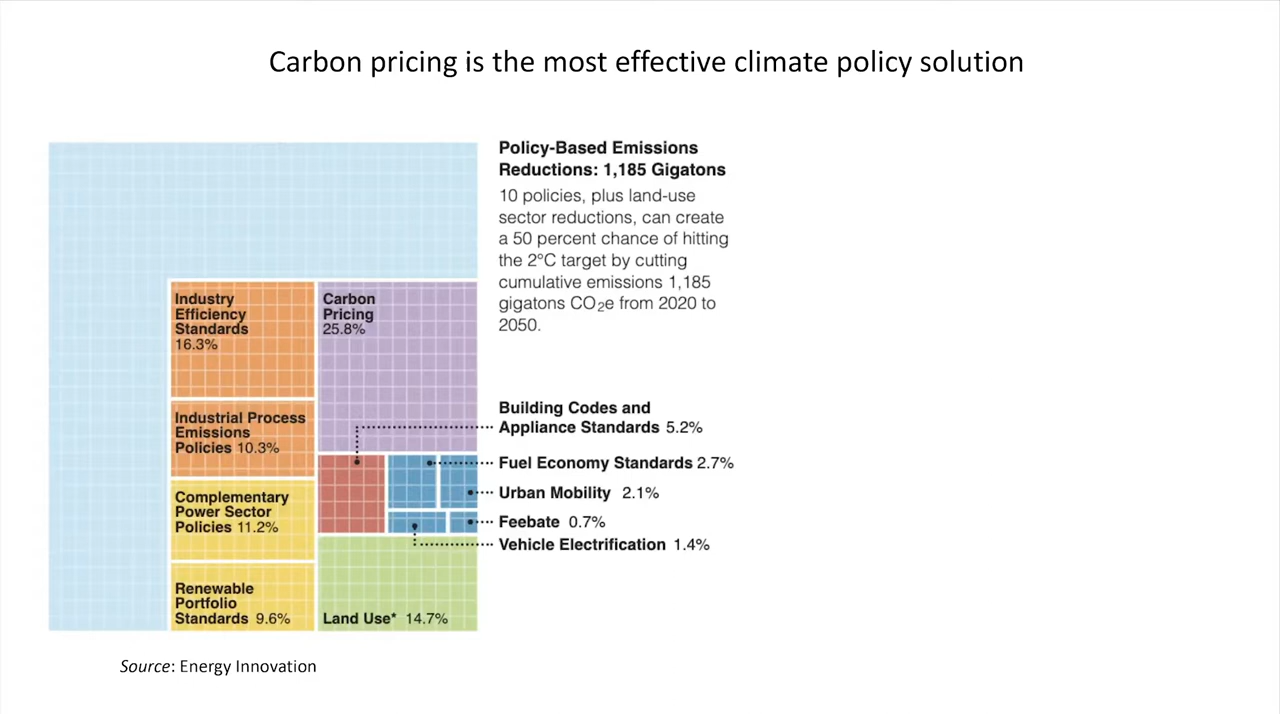 Carbon pricing is the most effective climate policy solution
Policy-Based Emissions
Reductions: 1,185 Gigatons
10 policies, plus land-use
sector reductions, can create
a 50 percent chance of hitting
the 2ºC target by cutting
cumulative emissions 1,185
gigatons CO₂e from 2020 to
2050.
Industry
Efficiency
Standards
16.3%
Carbon
Pricing
25.8%
Industrial Process
Emissions
Policies 10.3%
Complementary
Power Sector
Policies 11.2%
Renewable
Portfolio
Standards 9.6%
Land Use* 14.7%
Building Codes and
Appliance Standards 5.2%
Fuel Economy Standards 2.7%
Urban Mobility 2.1%
Feebate 0.7%
Vehicle Electrification 1.4%
Source: Energy Innovation